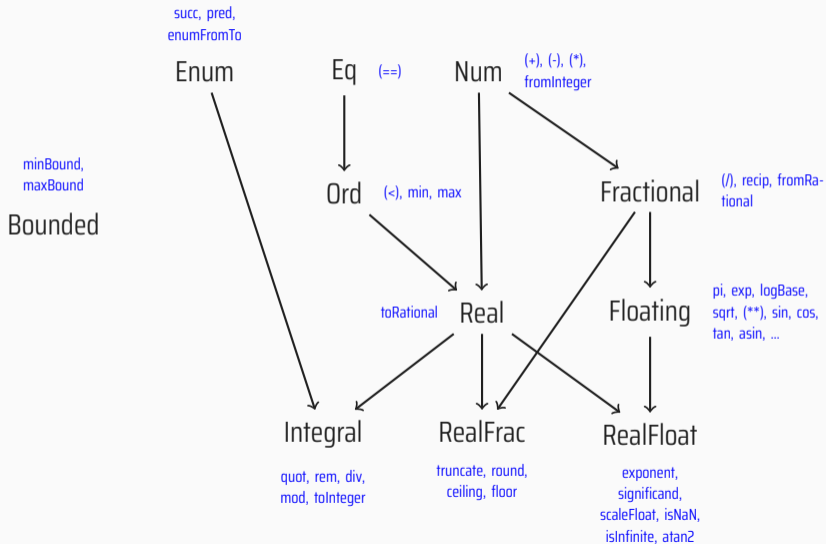 succ, pred,
enumFromTo
Enum
Eq
(==)
Num
(+), (-), (*),
fromInteger
minBound,
maxBound
Bounded
Ord
(<), min, max
Fractional
(/), recip, fromRa-
tional
toRational
Real
Floating
pi, exp, logBase,
sqrt, (**), sin, cos,
tan, asin, ...
Integral
quot, rem, div,
mod, toInteger
RealFrac
truncate, round,
ceiling, floor
RealFloat
exponent,
significand,
scaleFloat, isNaN,
isInfinite, atan2